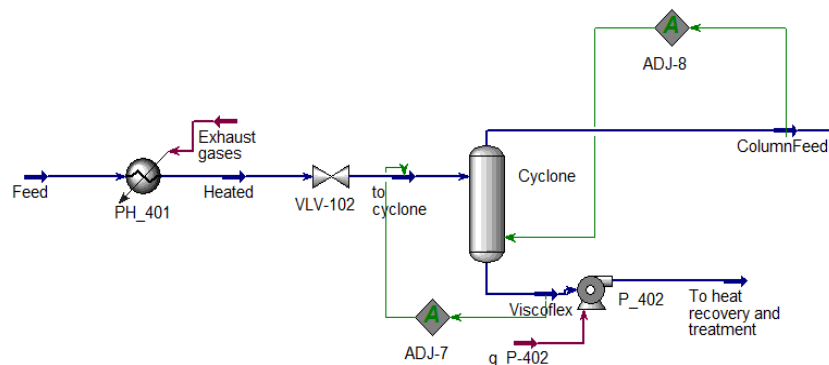 A
ADJ-8
Exhaust
gases
ColumnFeed
Cyclone
Feed
PH_401
Heated
VLV-102
to
cyclone
Viscoflex
P_402
To heat
recovery and
treatment
A
ADJ-7
q_P-402